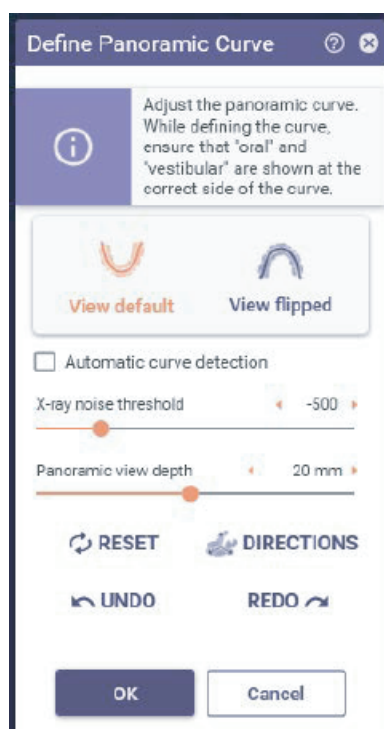 Define Panoramic Curve
Adjust the panoramic curve.
While defining the curve,
ensure that "oral" and
"vestibular" are shown at the
correct side of the curve.
View default View flipped
Automatic curve detection
X-ray noise threshold -500
Panoramic view depth 20 mm
RESET DIRECTIONS
UNDO REDO
OK Cancel